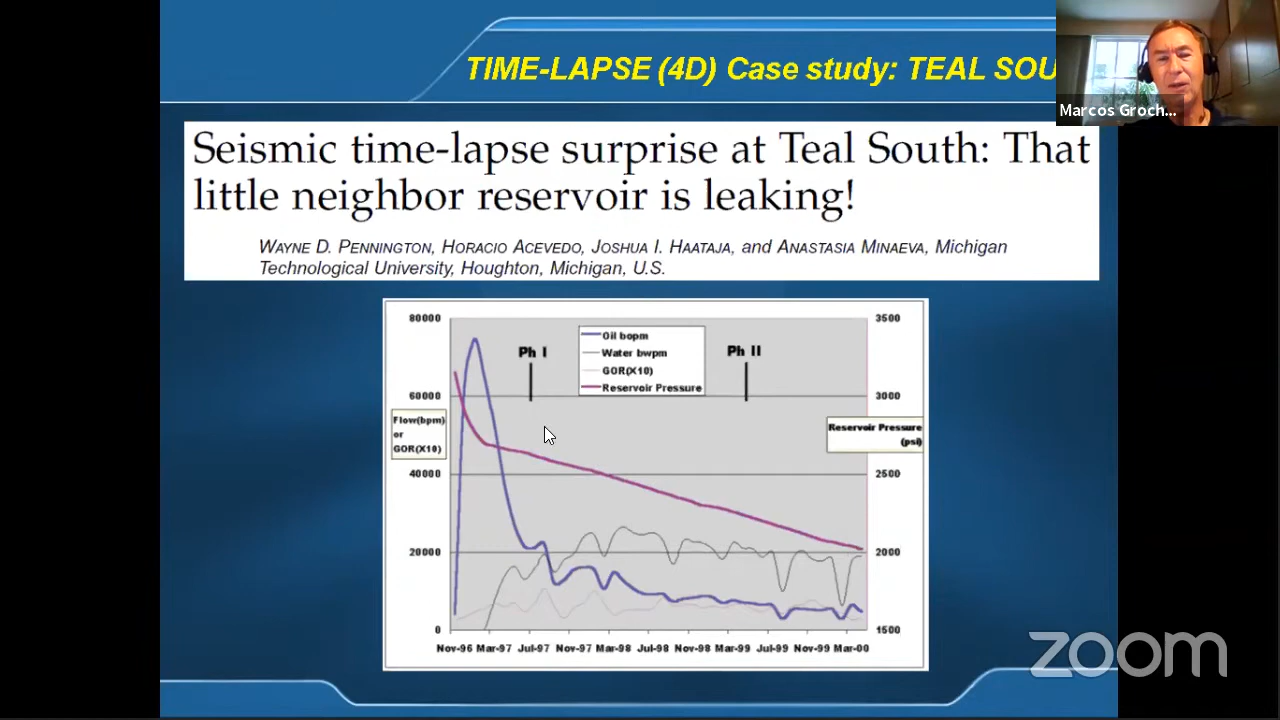 TIME-LAPSE (4D) Case study: TEAL SOU
Marcos Groch...
Seismic time-lapse surprise at Teal South: That
little neighbor reservoir is leaking!
WAYNE D. PENNINGTON, HORACIO ACEVEDO, JOSHUA I. HAATAJA, and ANASTASIA MINAEVA, Michigan
Technological University, Houghton, Michigan, U.S.
80000
3500
Oil bopm
Water bwpm
GOR(X10)
Reservoir Pressure
Ph I
Ph II
60000
3000
Flow(bpm)
or
GOR(X10)
Reservoir Pressure
(psi)
40000
2500
20000
2000
0
1500
Nov-96 Mar-97 Jul-97 Nov-97 Mar-98 Jul-98 Nov-98 Mar-99 Jul-99 Nov-99 Mar-00
zoom